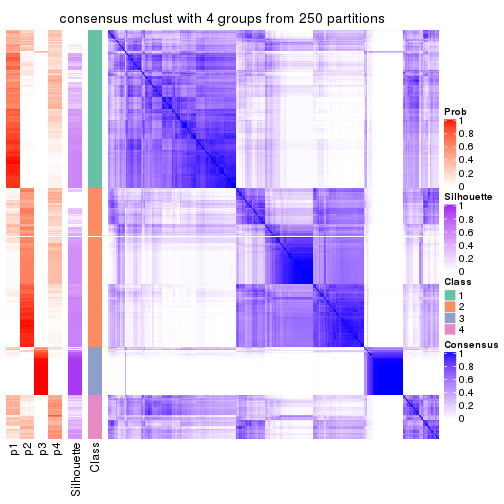 consensus mclust with 4 groups from 250 partitions
Prob
1
0.8
0.6
0.4
0.2
0
Silhouette
1
0.8
0.6
0.4
0.2
0
Class
1
2
3
4
Consensus
1
0.8
0.6
0.4
0.2
0
p1
p2
p3
p4
Silhouette
Class